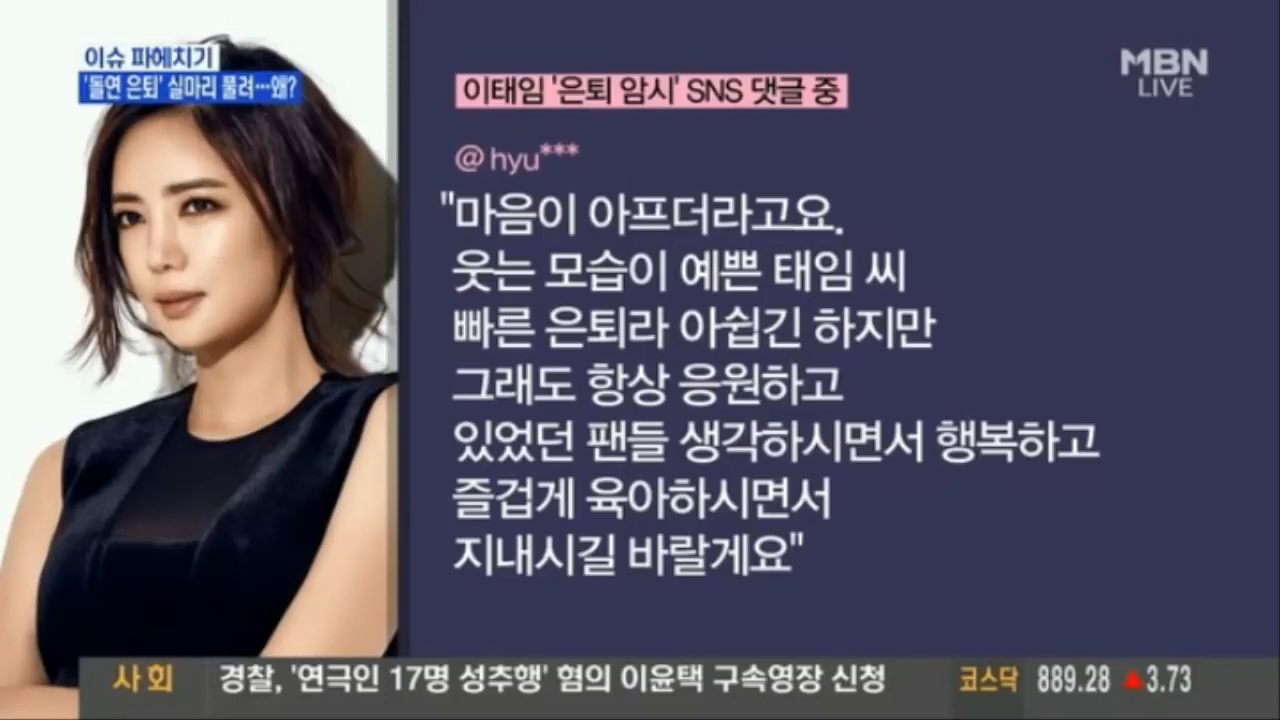 이슈 파헤치기
'돌연 은퇴' 실마리 풀려…왜?
MBN
LIVE
이태임 '은퇴 암시' SNS 댓글 중
@hyu***
"마음이 아프더라고요.
웃는 모습이 예쁜 태임 씨
빠른 은퇴라 아쉽긴 하지만
그래도 항상 응원하고
있었던 팬들 생각하시면서 행복하고
즐겁게 육아하시면서
지내시길 바랄게요"
사회 경찰, '연극인 17명 성추행' 혐의 이윤택 구속영장 신청 코스닥 889.28 ▲3.73